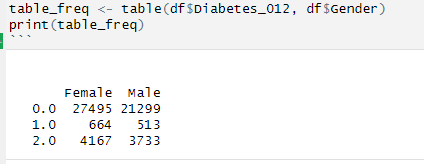 table_freq <- table(df$Diabetes_012, df$Gender)
print(table_freq)
```
Female Male
0.0 27495 21299
1.0 664 513
2.0 4167 3733